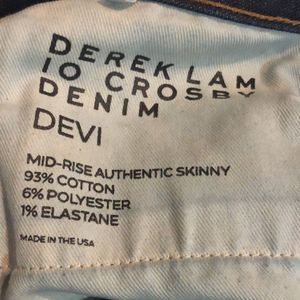 DEREK LAM
10 CROSBY
DENIM
DEVI
MID-RISE AUTHENTIC SKINNY
93% COTTON
6% POLYESTER
1% ELASTANE
MADE IN THE USA